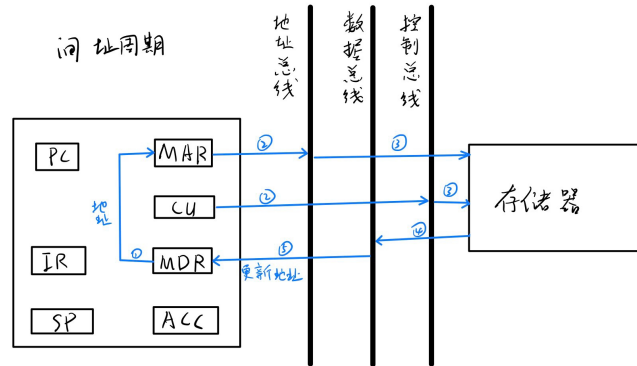 间址周期
地址总线
数据总线
控制总线
PC
MAR
②
③
存储器
地址
CU
②
③
④
IR
①
MDR
⑤
更新地址
SP
ACC